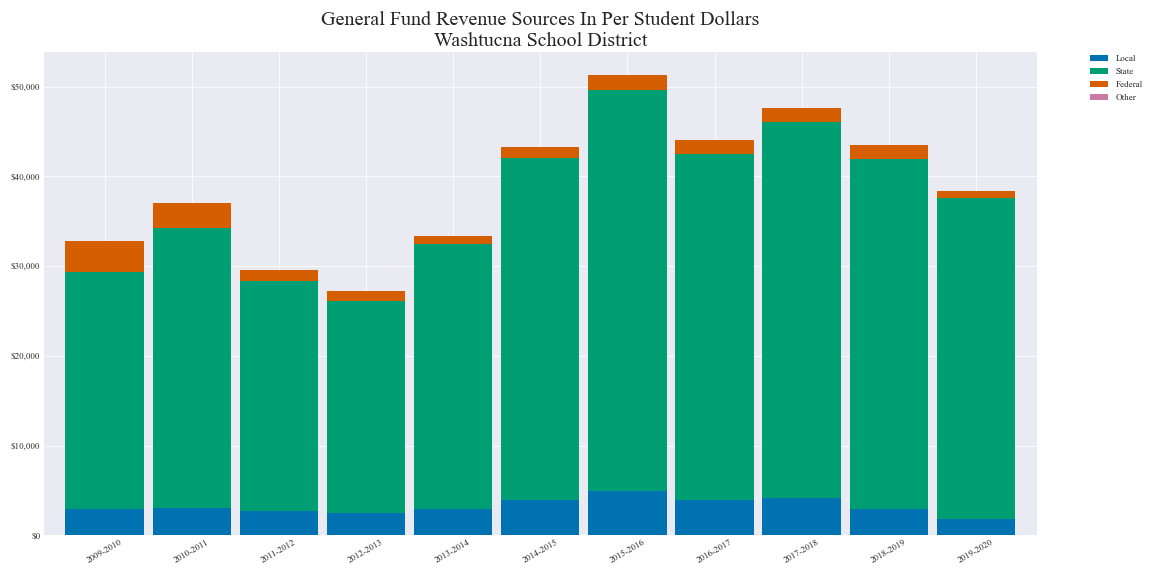 General Fund Revenue Sources In Per Student Dollars
Washtucna School District
Local
State
Federal
Other
$50,000
$40,000
$30,000
$20,000
$10,000
$0
2009-2010
2010-2011
2011-2012
2012-2013
2013-2014
2014-2015
2015-2016
2016-2017
2017-2018
2018-2019
2019-2020